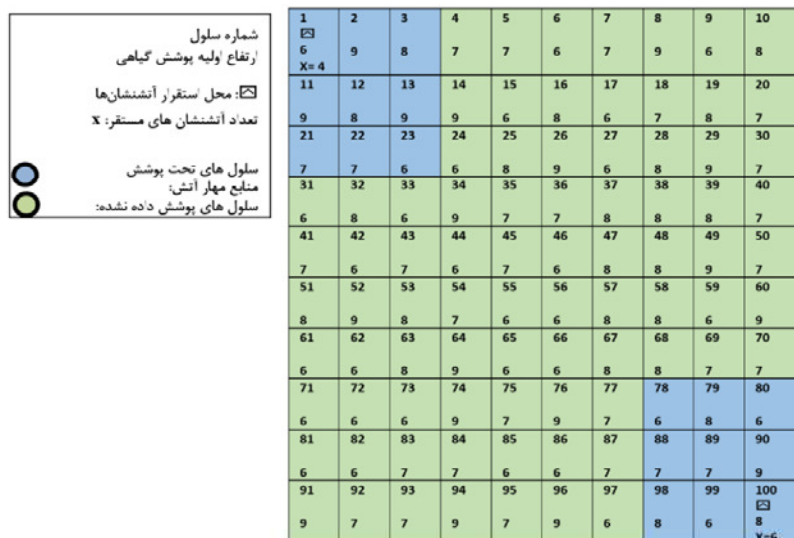 شماره سلول
ارتفاع اولیه پوشش گیاهی
محل استقرار آتشنشان‌ها:
تعداد آتشنشان های مستقر: x
سلول های تحت پوشش
منابع مهار آتش:
سلول های پوشش داده نشده:
1 2 3 4 5 6 7 8 9 10
6 9 8 7 7 6 7 9 6 8
X= 4
11 12 13 14 15 16 17 18 19 20
9 8 9 9 6 8 6 7 8 7
21 22 23 24 25 26 27 28 29 30
7 7 6 6 8 9 6 8 9 7
31 32 33 34 35 36 37 38 39 40
6 8 6 9 7 7 8 8 8 7
41 42 43 44 45 46 47 48 49 50
7 6 7 6 7 6 8 8 9 7
51 52 53 54 55 56 57 58 59 60
8 9 8 7 6 6 8 8 6 9
61 62 63 64 65 66 67 68 69 70
6 6 8 9 6 6 8 8 7 7
71 72 73 74 75 76 77 78 79 80
6 6 6 9 7 9 7 6 8 6
81 82 83 84 85 86 87 88 89 90
6 6 7 7 6 6 7 7 7 9
91 92 93 94 95 96 97 98 99 100
9 7 7 9 7 9 6 8 6 8
X=6